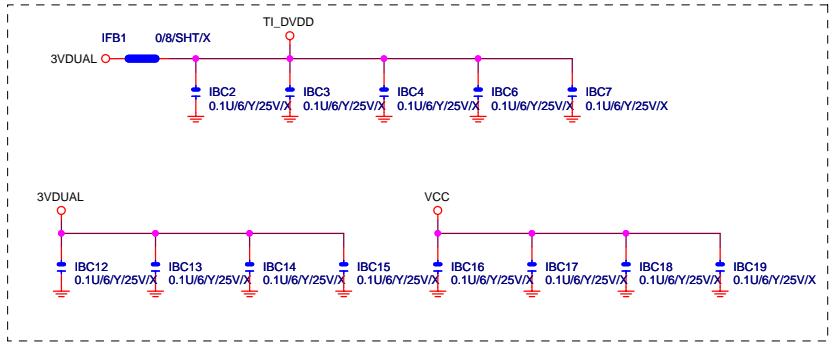 TI_DVDD
IFB1 0/8/SHT/X
3VDUAL
IBC2 IBC3 IBC4 IBC6 IBC7
0.1U/6/Y/25V/X 0.1U/6/Y/25V/X 0.1U/6/Y/25V/X 0.1U/6/Y/25V/X 0.1U/6/Y/25V/X
3VDUAL VCC
IBC12 IBC13 IBC14 IBC15 IBC16 IBC17 IBC18 IBC19
0.1U/6/Y/25V/X 0.1U/6/Y/25V/X 0.1U/6/Y/25V/X 0.1U/6/Y/25V/X 0.1U/6/Y/25V/X 0.1U/6/Y/25V/X 0.1U/6/Y/25V/X 0.1U/6/Y/25V/X